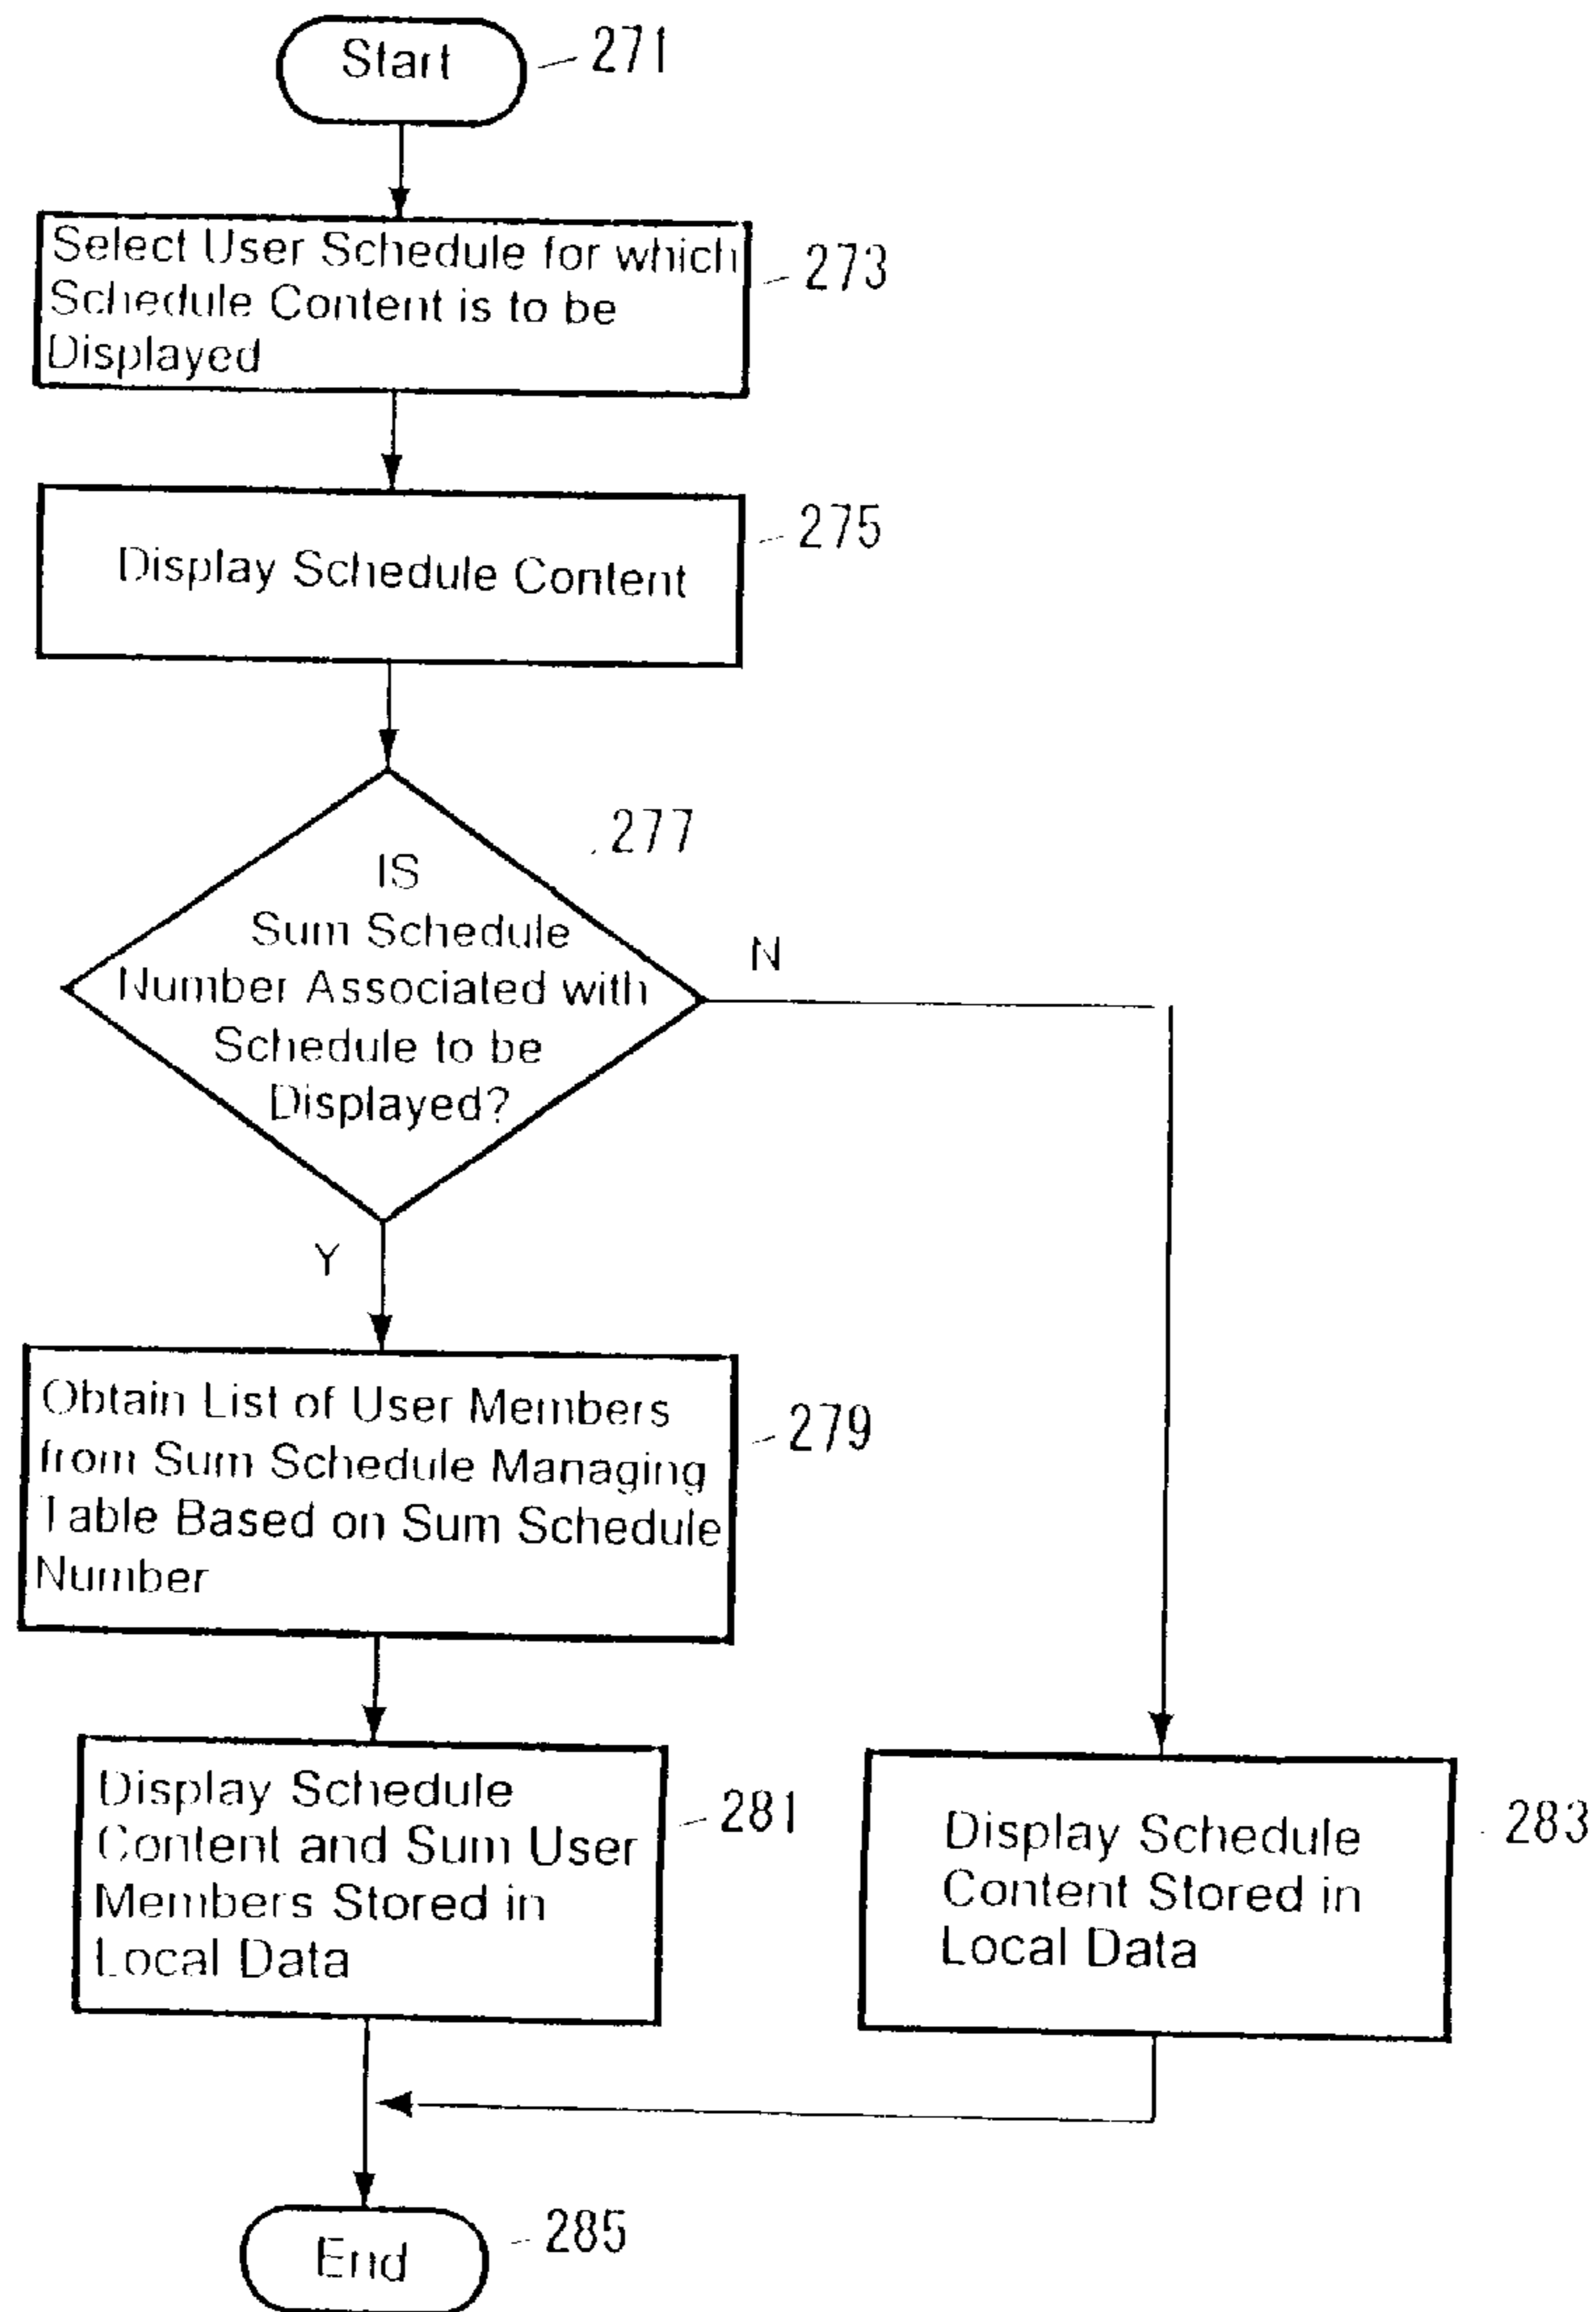 Start
271
Select User Schedule for which
Schedule Content is to be
Displayed
273
Display Schedule Content
275
277
IS
Sum Schedule
Number Associated with
Schedule to be
Displayed?
N
Y
Obtain List of User Members
from Sum Schedule Managing
Table Based on Sum Schedule
Number
279
Display Schedule
Content and Sum User
Members Stored in
Local Data
281
Display Schedule
Content Stored in
Local Data
283
End
285